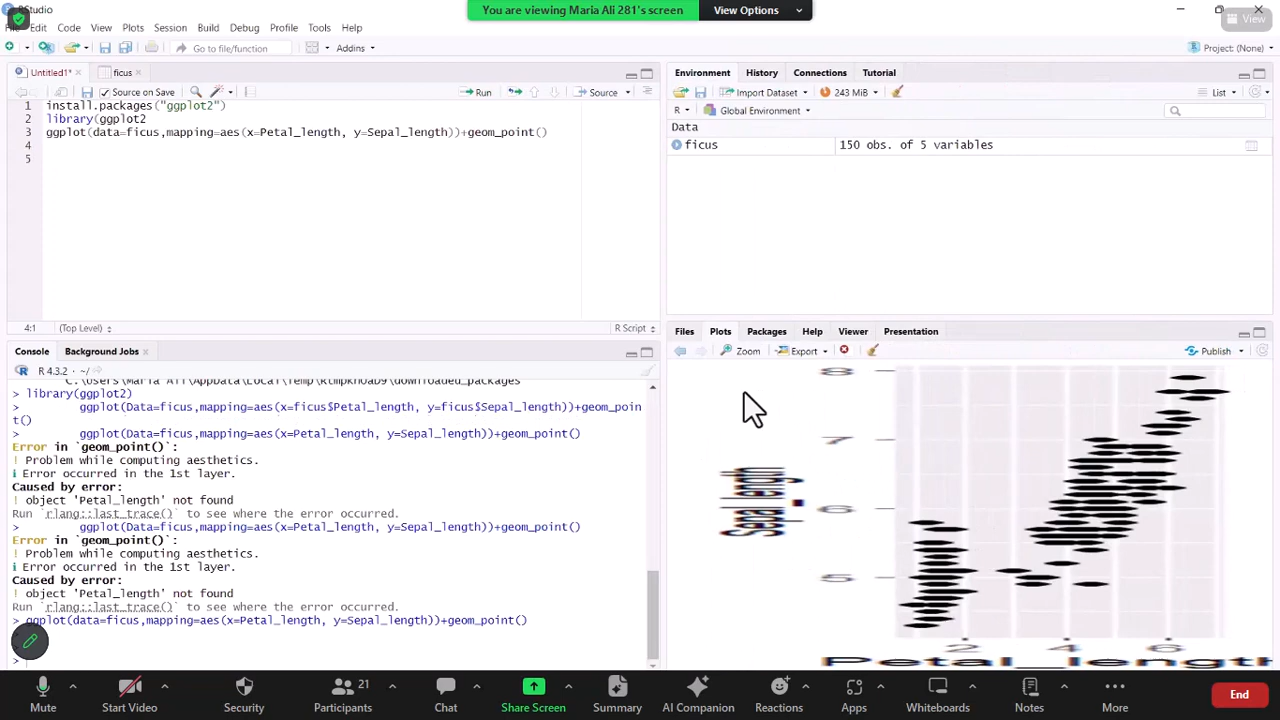 RStudio
You are viewing Maria Ali 281's screen
View Options
View
File Edit Code View Plots Session Build Debug Profile Tools Help
Go to file/function
Addins
Project: (None)
Untitled1* ficus
Source on Save
Run
Source
1 install.packages("ggplot2")
2 library(ggplot2
3 ggplot(data=ficus,mapping=aes(x=Petal_length, y=Sepal_length))+geom_point()
4
5
4:1 (Top Level) R Script
Environment History Connections Tutorial
Import Dataset 243 MiB List
R Global Environment
Data
ficus 150 obs. of 5 variables
Console Background Jobs
R 4.3.2 · ~/
> library(ggplot2)
> ggplot(Data=ficus,mapping=aes(x=ficus$Petal_length, y=ficus$Sepal_length))+geom_poin
t()
> ggplot(Data=ficus,mapping=aes(x=Petal_length, y=Sepal_length))+geom_point()
Error in `geom_point()`:
! Problem while computing aesthetics.
ℹ Error occurred in the 1st layer.
Caused by error:
! object 'Petal_length' not found
Run `rlang::last_trace()` to see where the error occurred.
> ggplot(Data=ficus,mapping=aes(x=Petal_length, y=Sepal_length))+geom_point()
Error in `geom_point()`:
! Problem while computing aesthetics.
ℹ Error occurred in the 1st layer.
Caused by error:
! object 'Petal_length' not found
Run `rlang::last_trace()` to see where the error occurred.
> ggplot(data=ficus,mapping=aes(x=Petal_length, y=Sepal_length))+geom_point()
>
Files Plots Packages Help Viewer Presentation
Zoom Export Publish
8
7
6
5
2 4 6
Petal_length
Mute Start Video Security Participants 21 Chat Share Screen Summary AI Companion Reactions Apps Whiteboards Notes More End